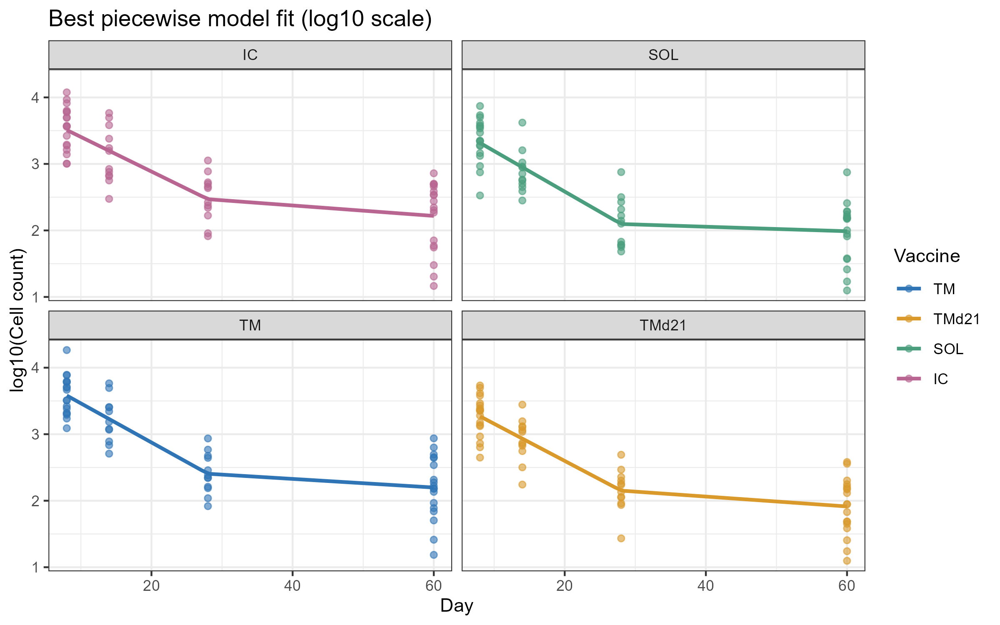 Best piecewise model fit (log10 scale)
IC
SOL
4
3
2
1
TM
TMd21
4
3
2
1
20
40
60
20
40
60
Day
log10(Cell count)
Vaccine
TM
TMd21
SOL
IC